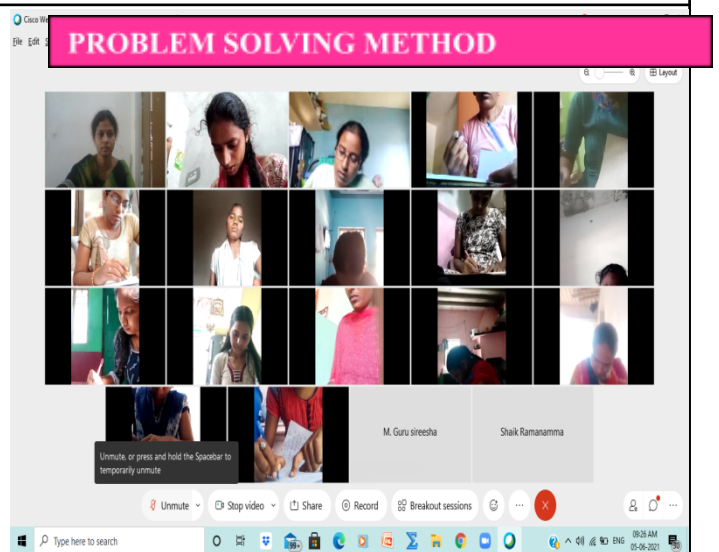 Cisco We
File Edit S
PROBLEM SOLVING METHOD
Layout
M. Guru sireesha
Shaik Ramanamma
Unmute, or press and hold the Spacebar to
temporarily unmute
Unmute
Stop video
Share
Record
Breakout sessions
Type here to search
99+
ENG
09:26 AM
05-06-2021